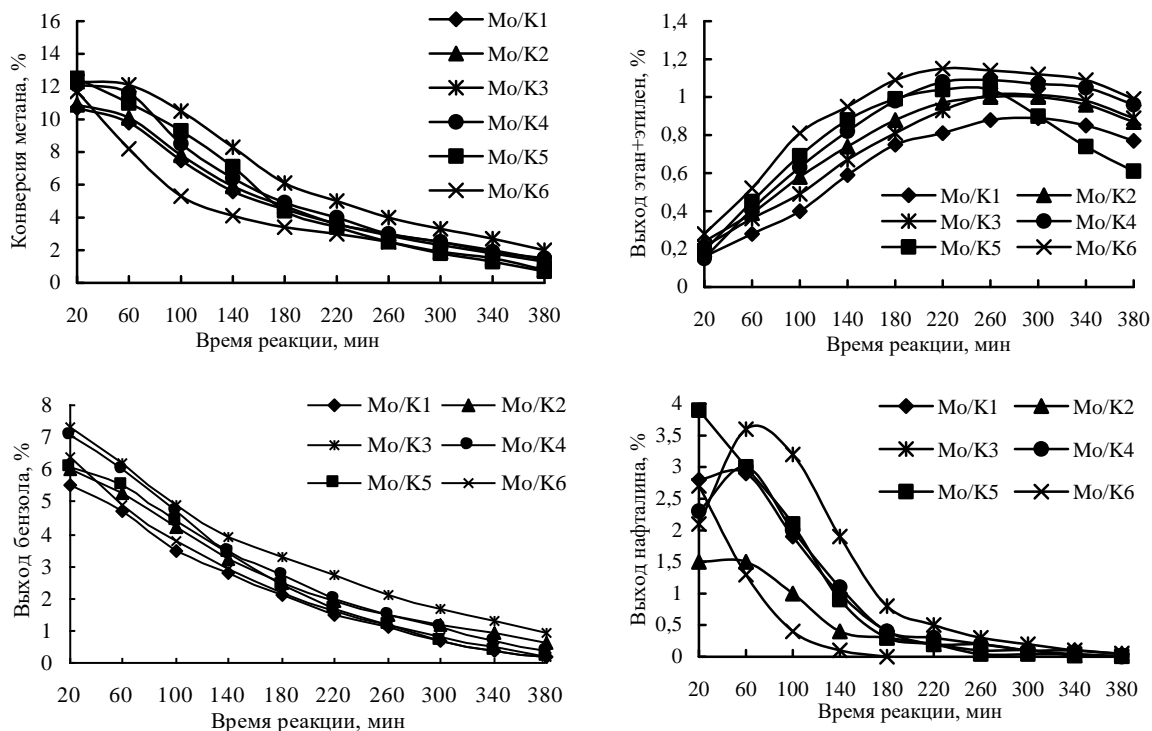 Конверсия метана, %
16
14
12
10
8
6
4
2
0
20 60 100 140 180 220 260 300 340 380
Время реакции, мин
Mo/K1
Mo/K2
Mo/K3
Mo/K4
Mo/K5
Mo/K6
Выход этан+этилен, %
1,4
1,2
1
0,8
0,6
0,4
0,2
0
20 60 100 140 180 220 260 300 340 380
Время реакции, мин
Mo/K1 Mo/K2
Mo/K3 Mo/K4
Mo/K5 Mo/K6
Выход бензола, %
8
7
6
5
4
3
2
1
0
20 60 100 140 180 220 260 300 340 380
Время реакции, мин
Mo/K1 Mo/K2
Mo/K3 Mo/K4
Mo/K5 Mo/K6
Выход нафталина, %
4
3,5
3
2,5
2
1,5
1
0,5
0
20 60 100 140 180 220 260 300 340 380
Время реакции, мин
Mo/K1 Mo/K2
Mo/K3 Mo/K4
Mo/K5 Mo/K6